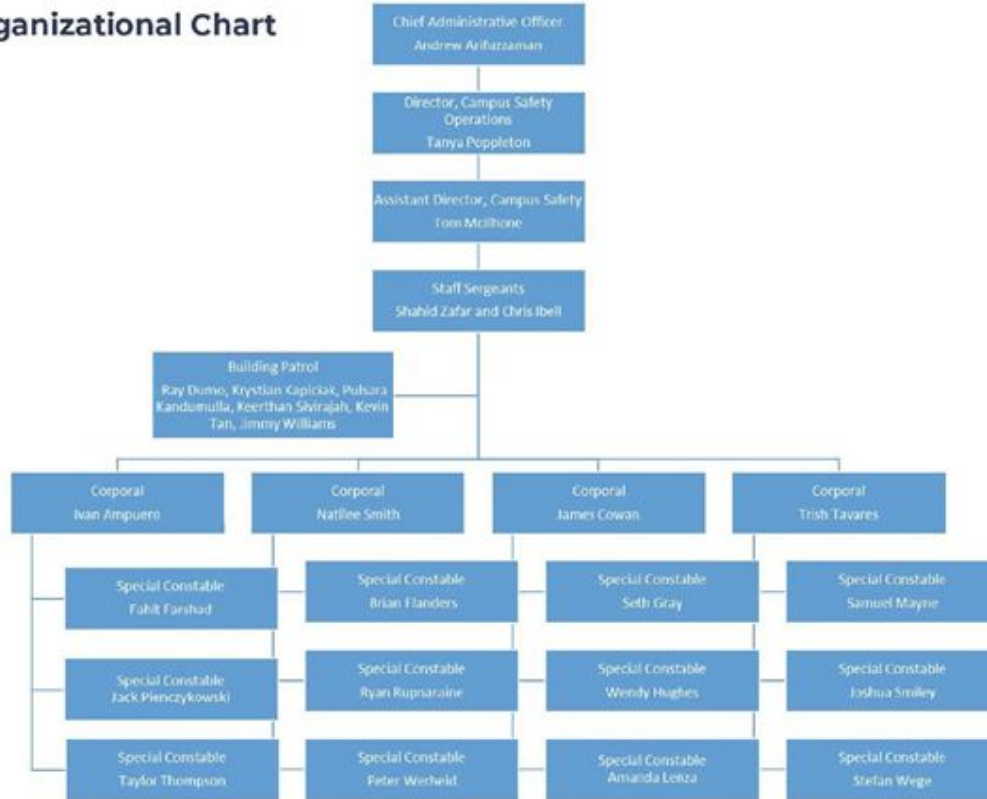 ganizational Chart
Chief Administrative Officer
Andrew Arifuzzaman
Director, Campus Safety
Operations
Tanya Poppleton
Assistant Director, Campus Safety
Tom McIlhone
Staff Sergeants
Shahid Zafar and Chris Ibell
Building Patrol
Ray Dumo, Krystian Kapiciak, Pulsara
Kandumulla, Keerthan Sivirajah, Kevin
Tan, Jimmy Williams
Corporal
Ivan Ampuero
Corporal
Natilee Smith
Corporal
James Cowan
Corporal
Trish Tavares
Special Constable
Fahit Farshad
Special Constable
Brian Flanders
Special Constable
Seth Gray
Special Constable
Samuel Mayne
Special Constable
Jack Pienczykowski
Special Constable
Ryan Rupnaraine
Special Constable
Wendy Hughes
Special Constable
Joshua Smiley
Special Constable
Taylor Thompson
Special Constable
Peter Werheid
Special Constable
Amanda Lenza
Special Constable
Stefan Wege